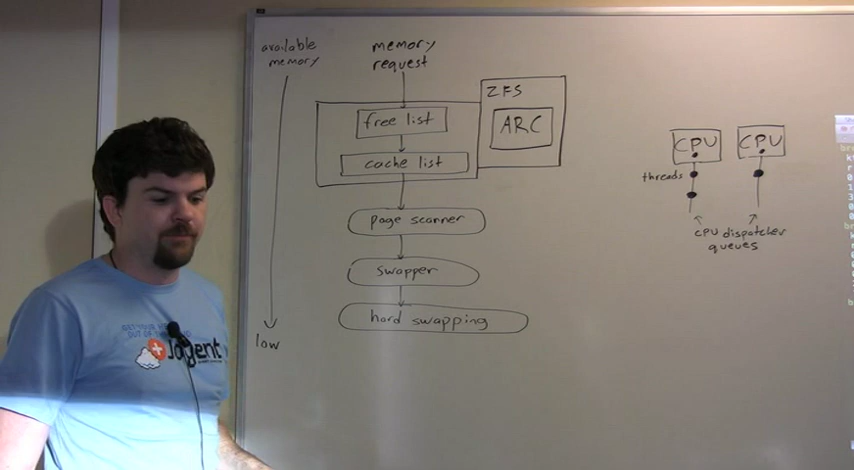 available
memory
memory
request
ZFS
ARC
free list
cache list
page scanner
swapper
hard swapping
low
CPU
CPU
threads
CPU dispatcher
queues
Joyent